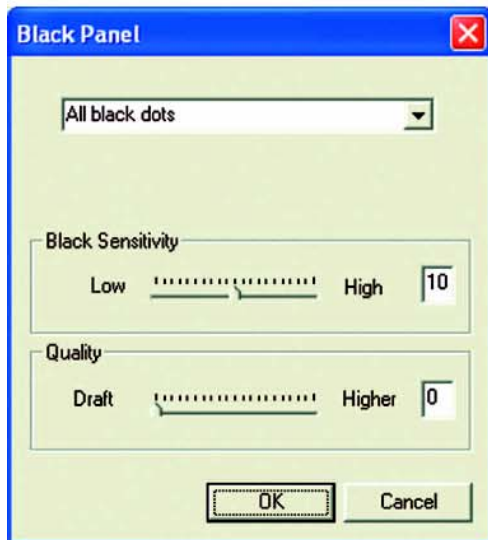 Black Panel
All black dots
Black Sensitivity
Low High 10
Quality
Draft Higher 0
OK Cancel